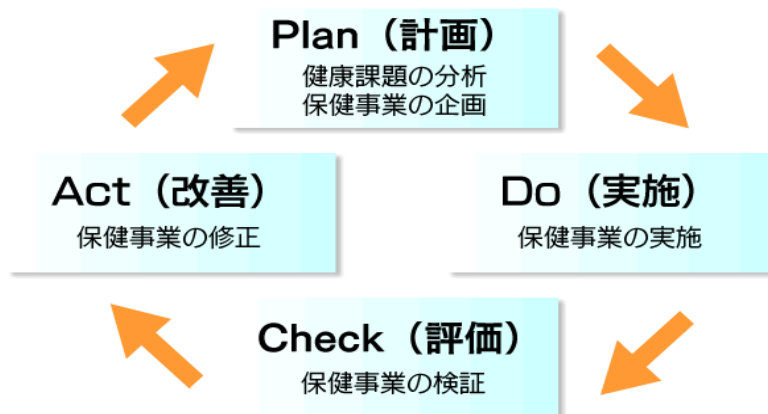 Plan（計画）
健康課題の分析
保健事業の企画
Act（改善）
保健事業の修正
Do（実施）
保健事業の実施
Check（評価）
保健事業の検証